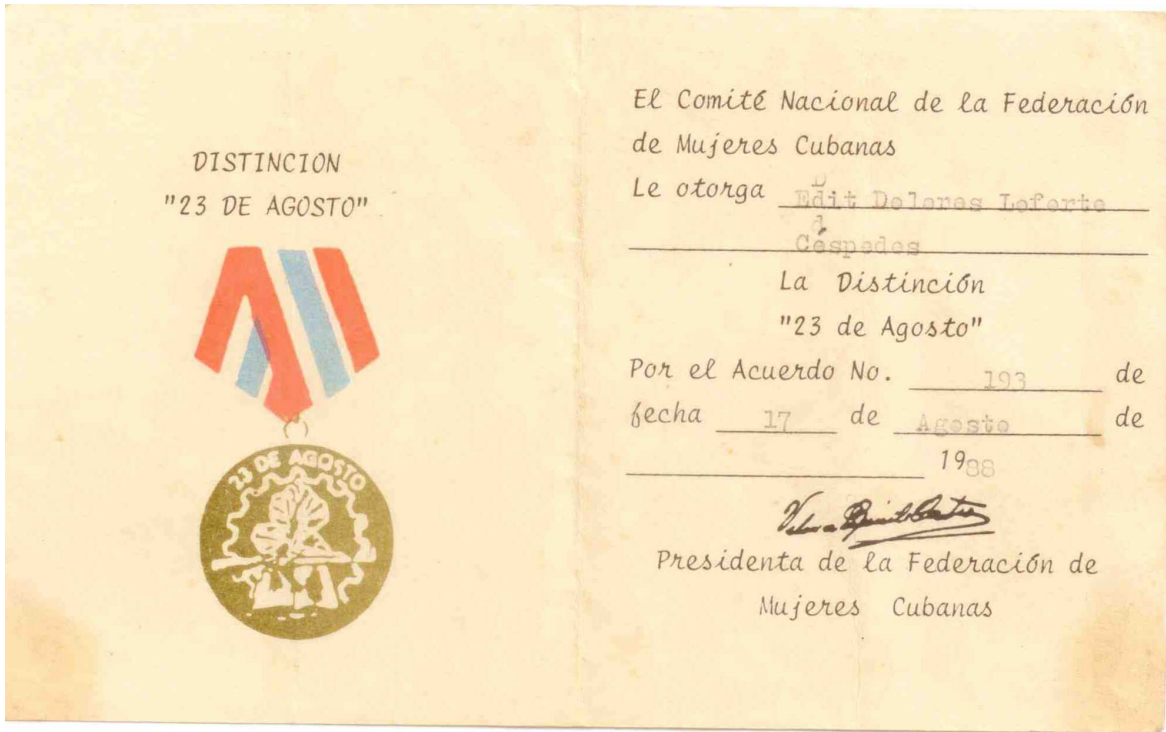 DISTINCION
"23 DE AGOSTO"
23 DE AGOSTO
El Comité Nacional de la Federación
de Mujeres Cubanas
Le otorga Edit Dolores Leforte
Céspedes
La Distinción
"23 de Agosto"
Por el Acuerdo No. 193 de
fecha 17 de Agosto de
1988
Presidenta de la Federación de
Mujeres Cubanas